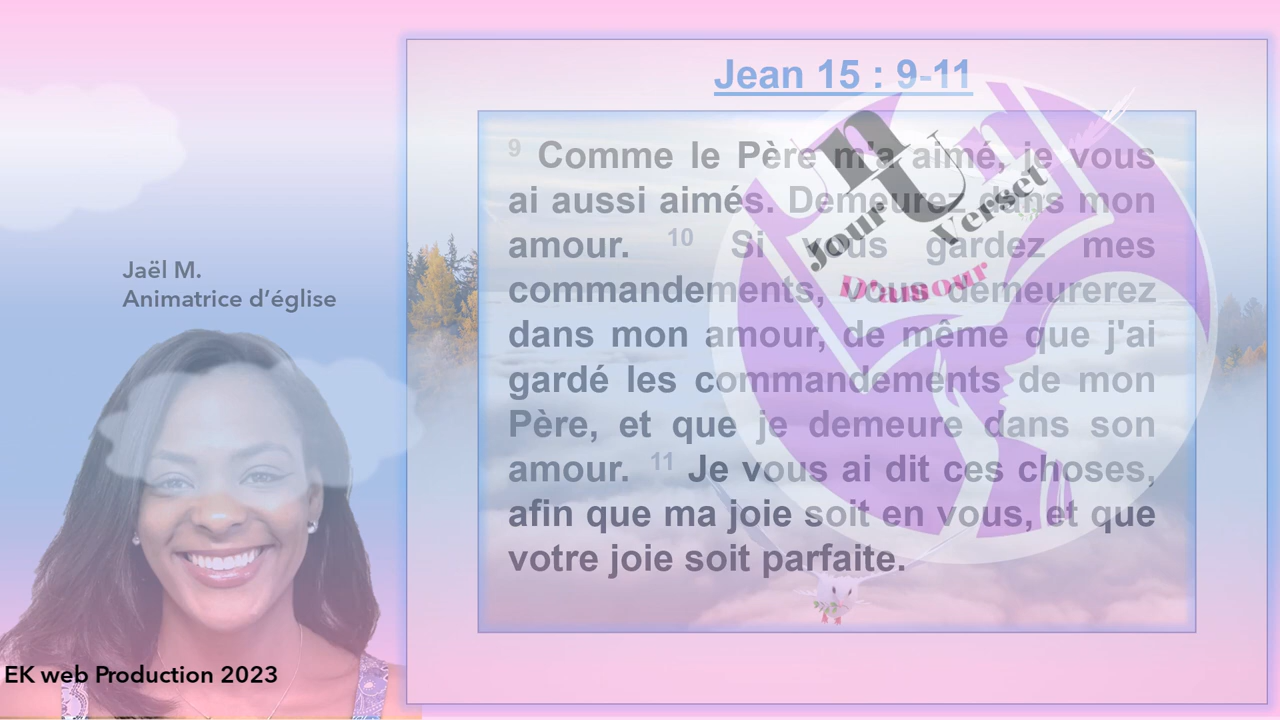 Jean 15 : 9-11
9 Comme le Père m'a aimé, je vous
ai aussi aimés. Demeurez dans mon
amour. 10 Si vous gardez mes
commandements, vous demeurerez
dans mon amour, de même que j'ai
gardé les commandements de mon
Père, et que je demeure dans son
amour. 11 Je vous ai dit ces choses,
afin que ma joie soit en vous, et que
votre joie soit parfaite.
Un Un Un
Jour Verset
D'amour
Jaël M.
Animatrice d’église
EK web Production 2023